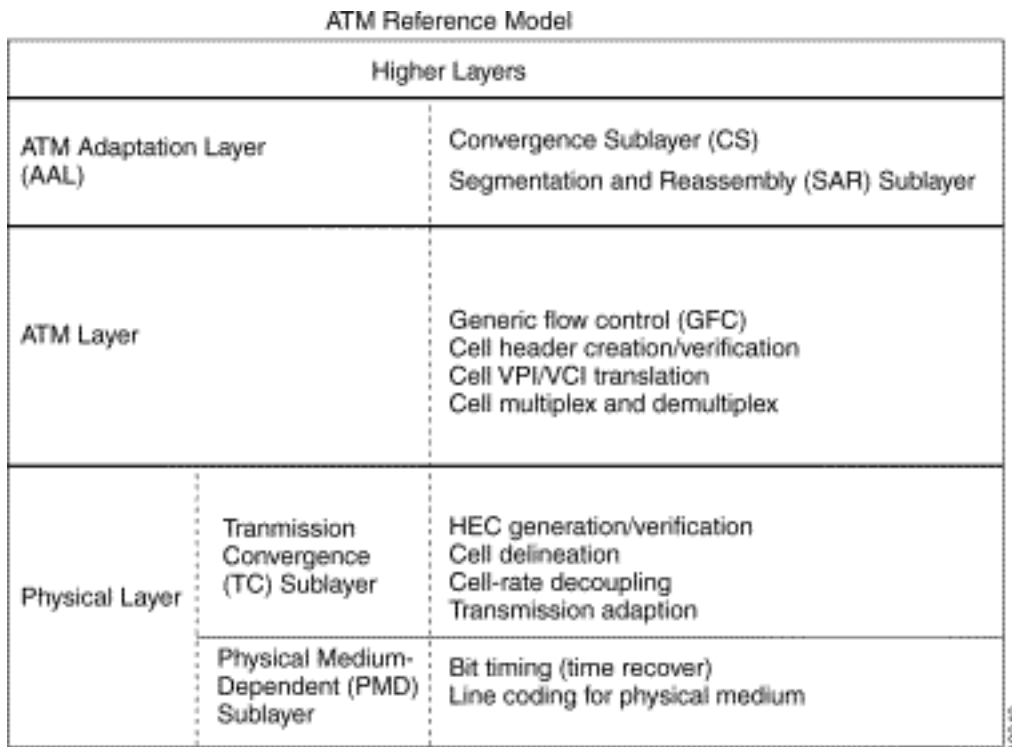 ATM Reference Model
Higher Layers
ATM Adaptation Layer
(AAL)
Convergence Sublayer (CS)
Segmentation and Reassembly (SAR) Sublayer
ATM Layer
Generic flow control (GFC)
Cell header creation/verification
Cell VPI/VCI translation
Cell multiplex and demultiplex
Physical Layer
Tranmission
Convergence
(TC) Sublayer
HEC generation/verification
Cell delineation
Cell-rate decoupling
Transmission adaption
Physical Medium-
Dependent (PMD)
Sublayer
Bit timing (time recover)
Line coding for physical medium